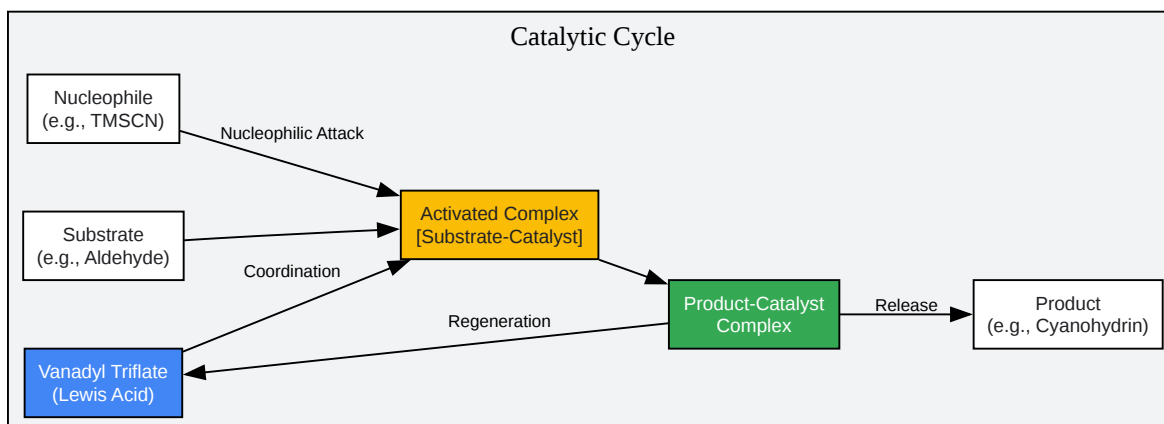 Catalytic Cycle
Nucleophile
(e.g., TMSCN)
Nucleophilic Attack
Substrate
(e.g., Aldehyde)
Activated Complex
[Substrate-Catalyst]
Coordination
Vanadyl Triflate
(Lewis Acid)
Regeneration
Product-Catalyst
Complex
Release
Product
(e.g., Cyanohydrin)